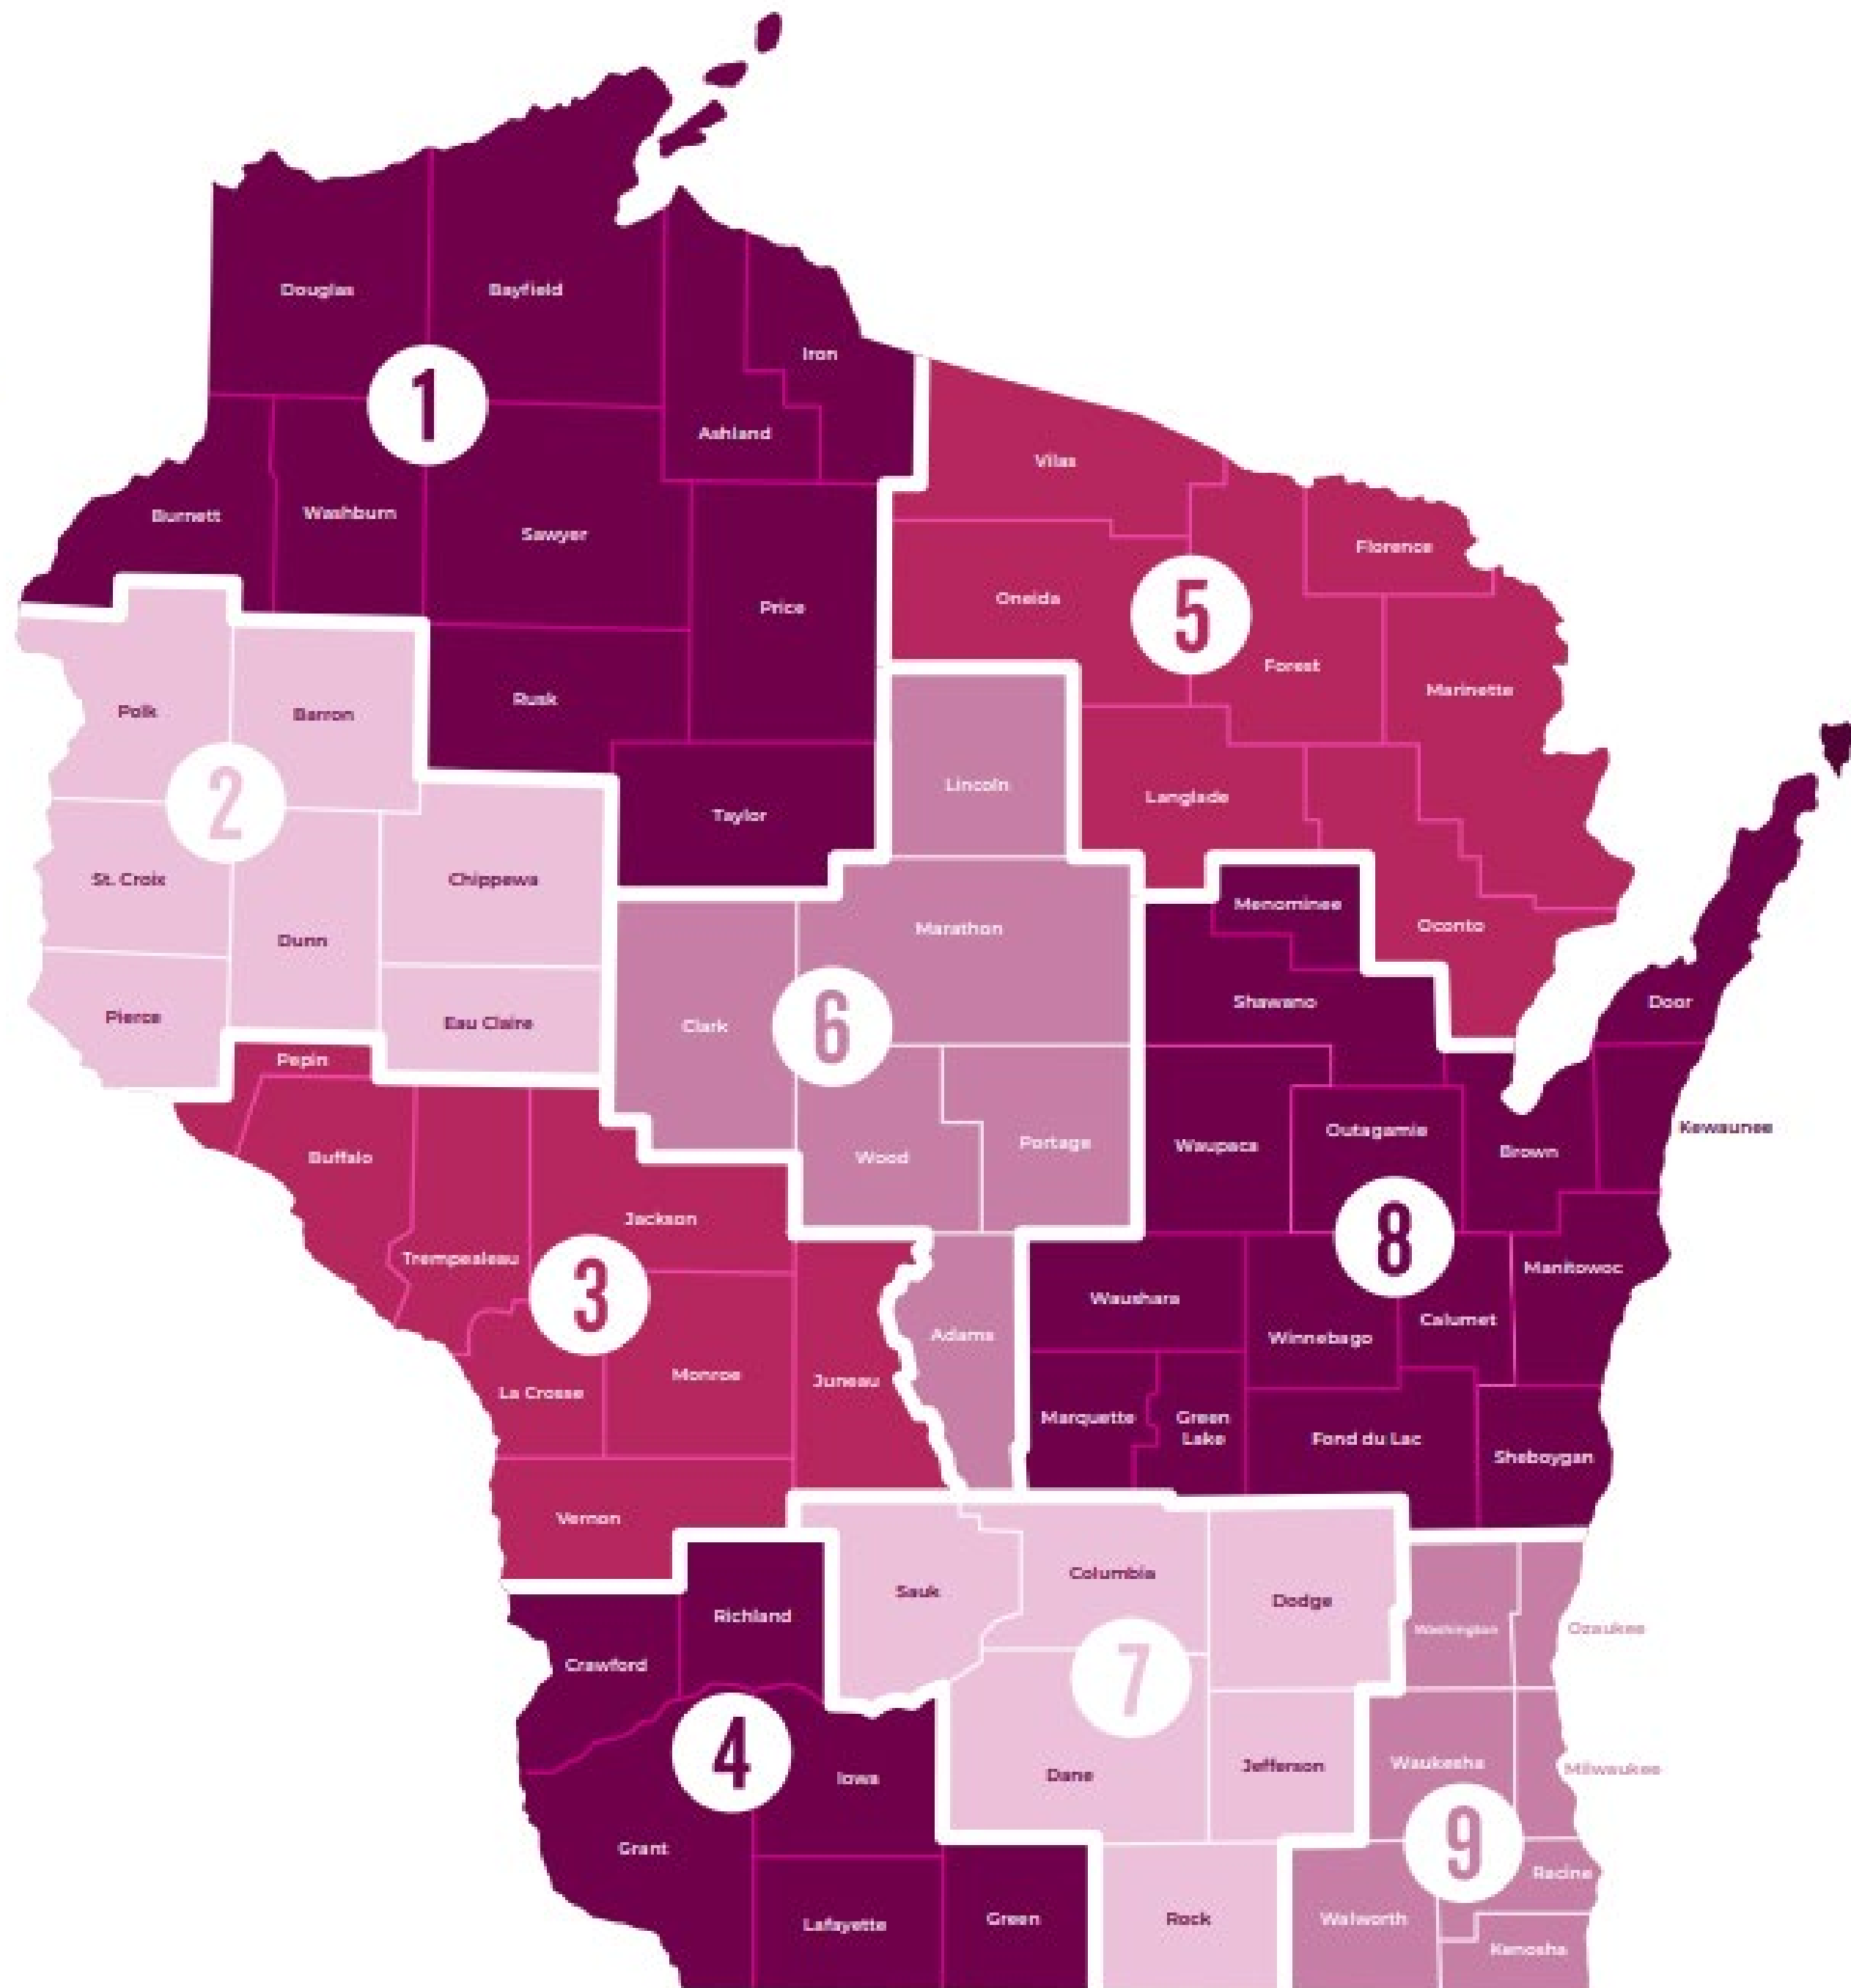 Douglas
Bayfield
Iron
1
Ashland
Vilas
Burnett
Washburn
Sawyer
Florence
Oneida
5
Price
Forest
Rusk
Marinette
Polk
Barron
2
Lincoln
Langlade
Taylor
St. Croix
Chippewa
Menominee
Marathon
Oconto
Dunn
Shawano
Door
Pierce
Eau Claire
Clark
6
Pepin
Kewaunee
Outagamie
Portage
Waupaca
Brown
Buffalo
Wood
Jackson
8
Trempealeau
Manitowoc
3
Waushara
Calumet
Adams
Winnebago
Monroe
Juneau
La Crosse
Marquette
Green
Lake
Fond du Lac
Sheboygan
Vernon
Columbia
Sauk
Dodge
Richland
Washington
Ozaukee
Crawford
7
4
Waukesha
Jefferson
Milwaukee
Dane
Iowa
Grant
9
Racine
Lafayette
Green
Rock
Walworth
Kenosha